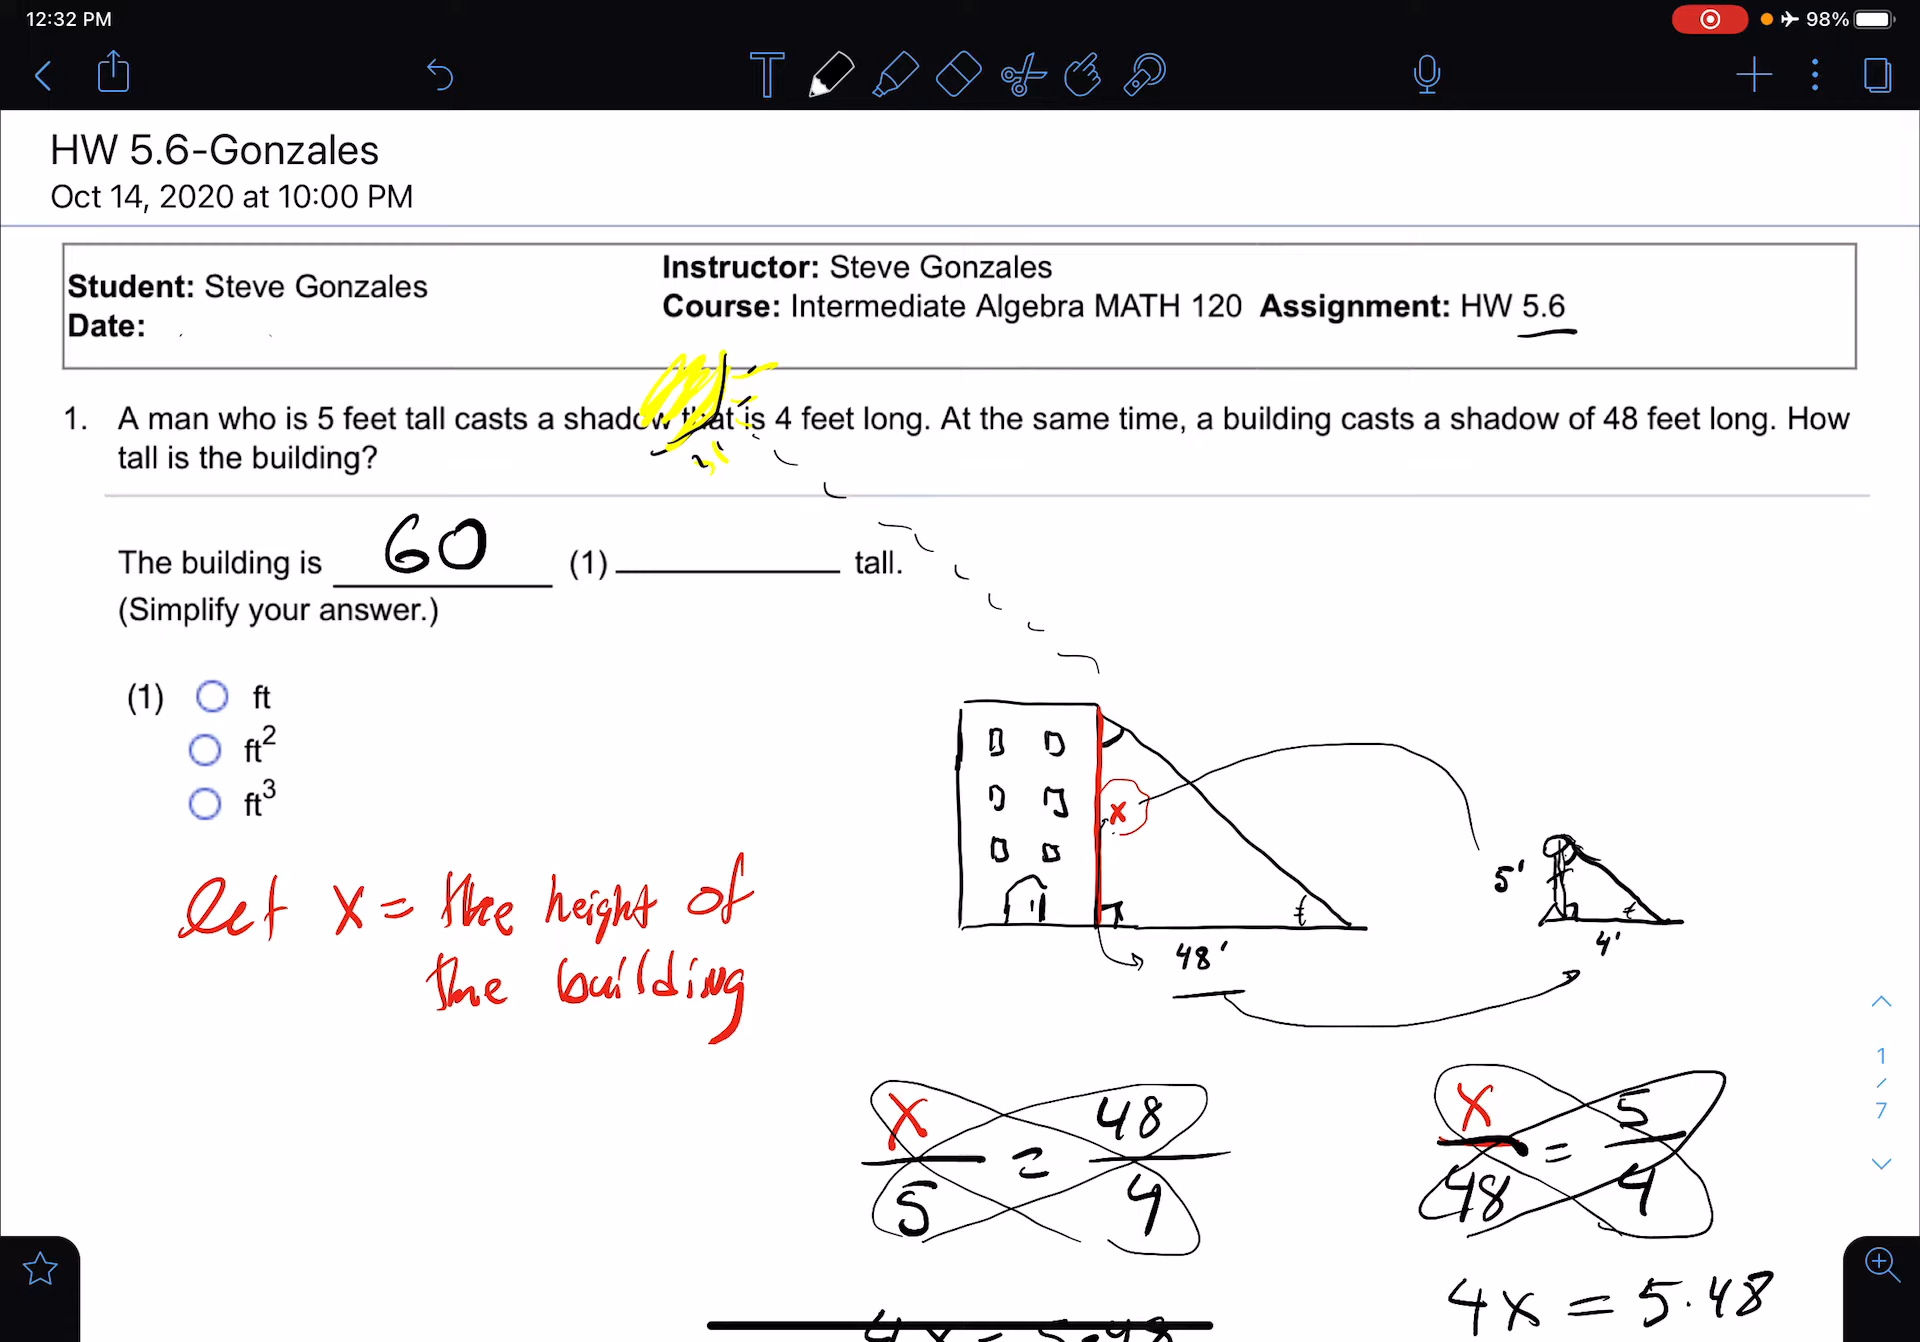 12:32 PM
98%
HW 5.6-Gonzales
Oct 14, 2020 at 10:00 PM
Student: Steve Gonzales
Date:
Instructor: Steve Gonzales
Course: Intermediate Algebra MATH 120 Assignment: HW 5.6
1. A man who is 5 feet tall casts a shadow that is 4 feet long. At the same time, a building casts a shadow of 48 feet long. How
tall is the building?
The building is 60 (1) tall.
(Simplify your answer.)
(1) ft
ft²
ft³
let x = the height of
the building
x
48'
5'
4'
x/5 = 48/4
x/48 = 5/4
4x = 5.48
4x = 5·48
1
/
7